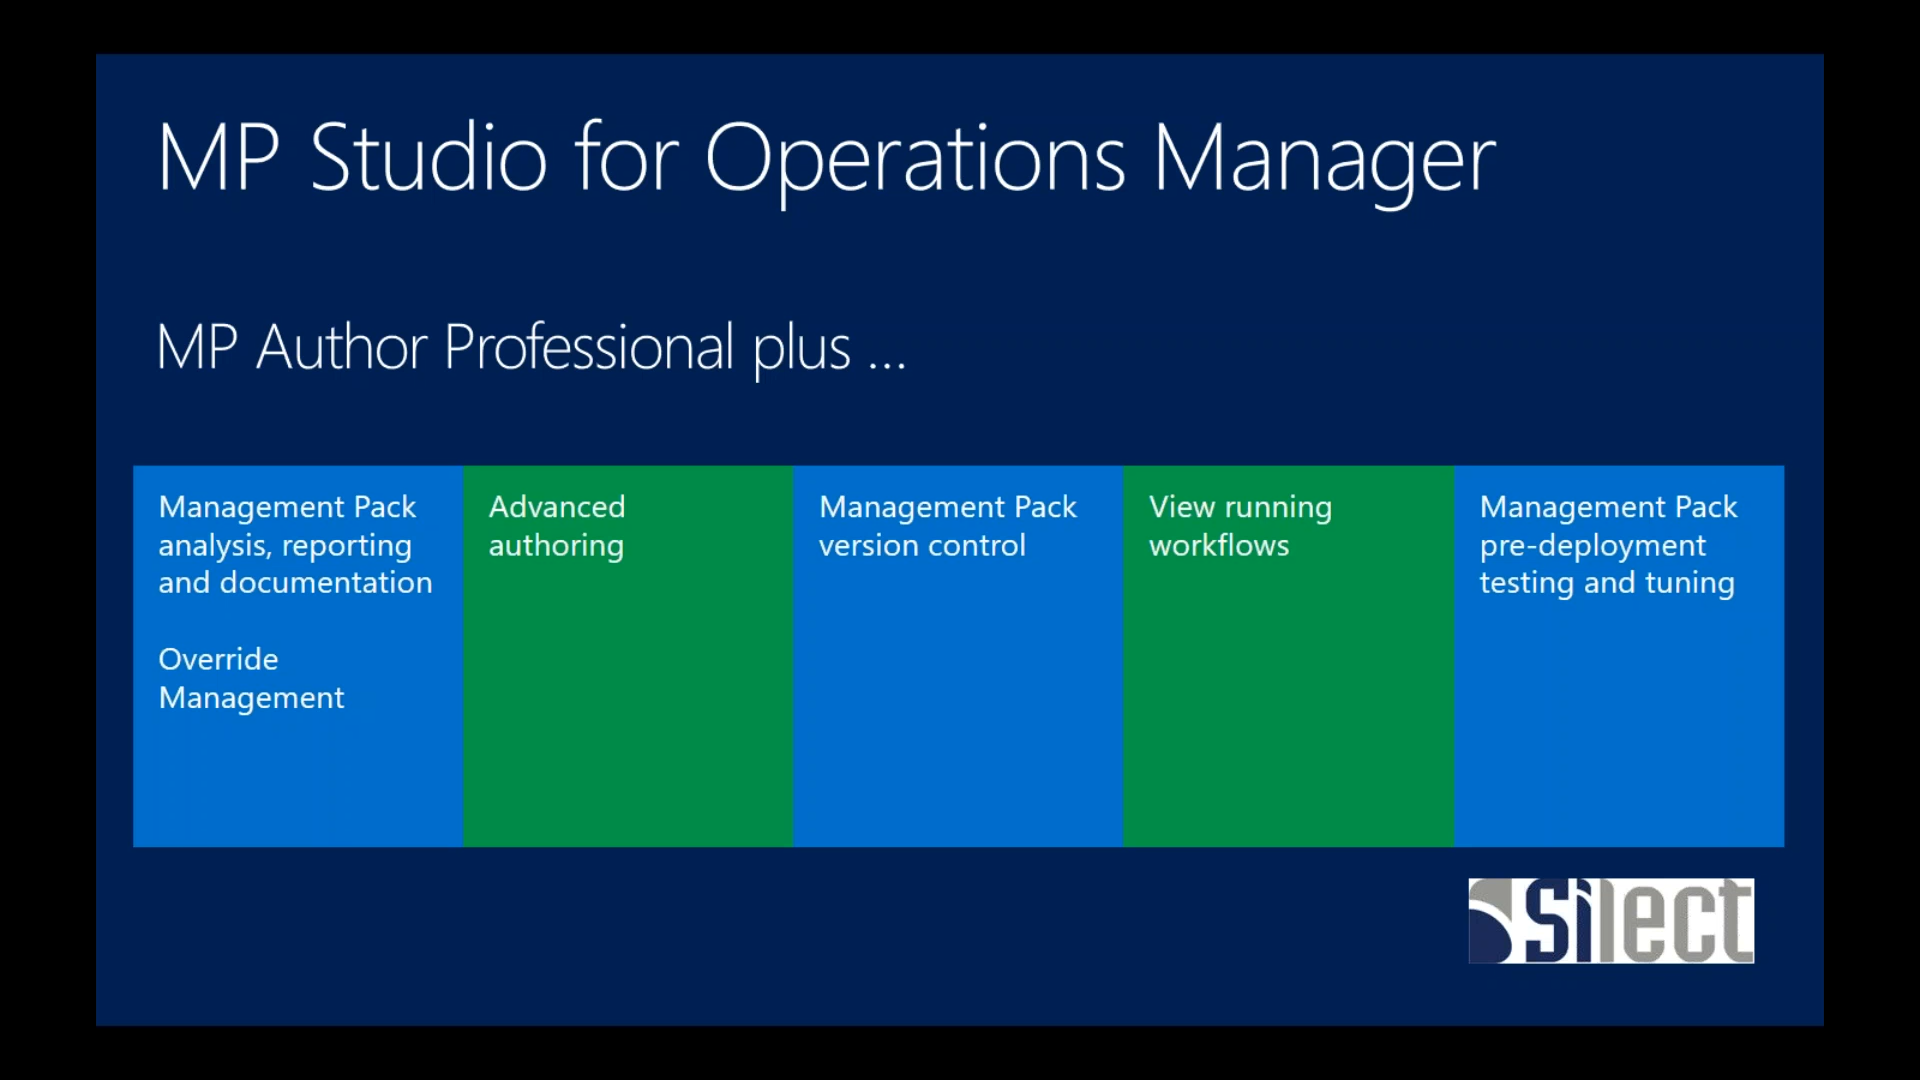 MP Studio for Operations Manager
MP Author Professional plus ...
Management Pack
analysis, reporting
and documentation
Override
Management
Advanced
authoring
Management Pack
version control
View running
workflows
Management Pack
pre-deployment
testing and tuning
Silect